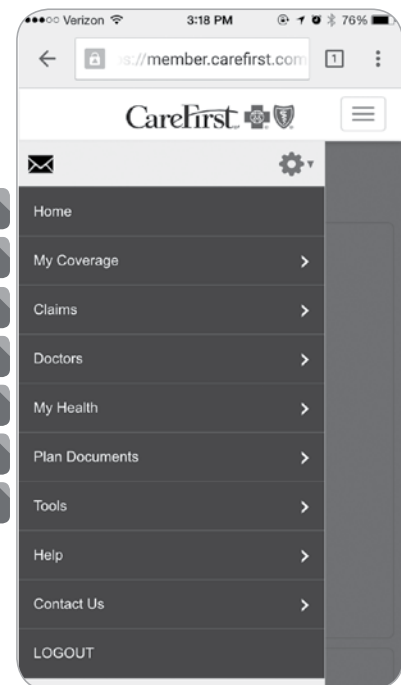 Verizon 3:18 PM 76%
s://member.carefirst.com 1
CareFirst
Home
My Coverage
Claims
Doctors
My Health
Plan Documents
Tools
Help
Contact Us
LOGOUT